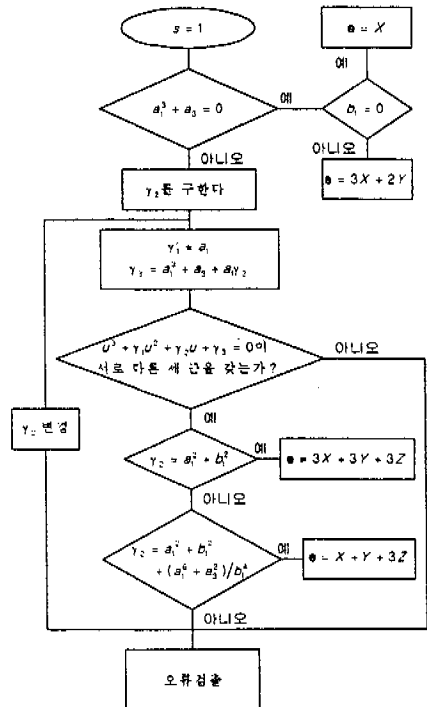 s = 1
e = X
예
a₁³ + a₃ = 0
예
b₁ = 0
아니오
아니오
γ₂를 구한다
e = 3X + 2Y
γ₁ = a₁
γ₃ = a₁³ + a₃ + a₁γ₂
u³ + γ₁u² + γ₂u + γ₃ = 0이
서로 다른 세 근을 갖는가?
아니오
예
γ₂ 변경
γ₂ = a₁² + b₁²
예
e = 3X + 3Y + 3Z
아니오
γ₂ = a₁² + b₁²
+ (a₁⁶ + a₃²)/b₁⁴
예
e = X + Y + 3Z
아니오
오류검출